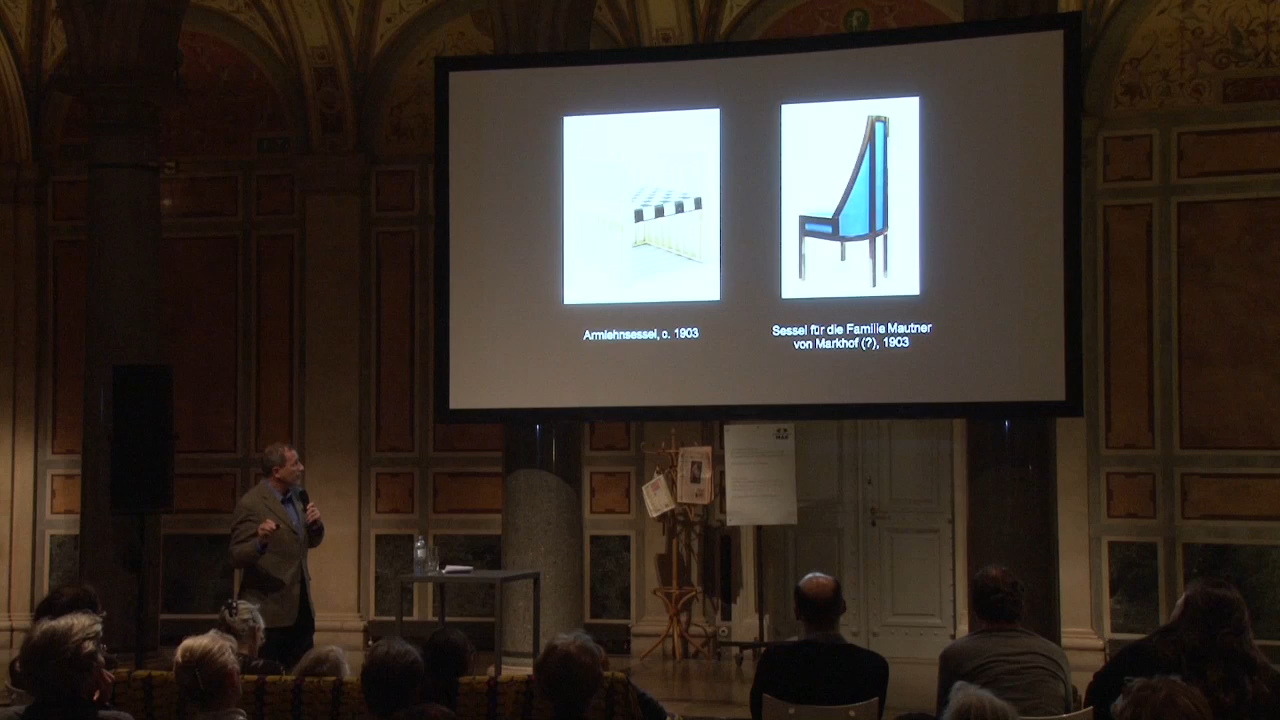 Armlehnsessel, c. 1903
Sessel für die Familie Mautner
von Markhof (?), 1903